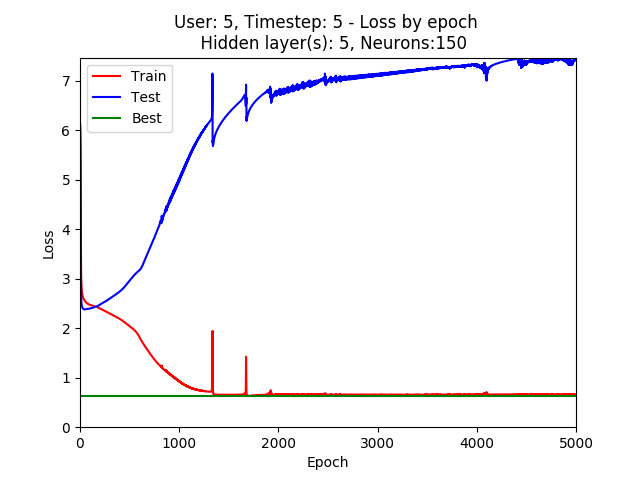 User: 5, Timestep: 5 - Loss by epoch
Hidden layer(s): 5, Neurons:150
Train
Test
Best
Loss
7
6
5
4
3
2
1
0
0 1000 2000 3000 4000 5000
Epoch